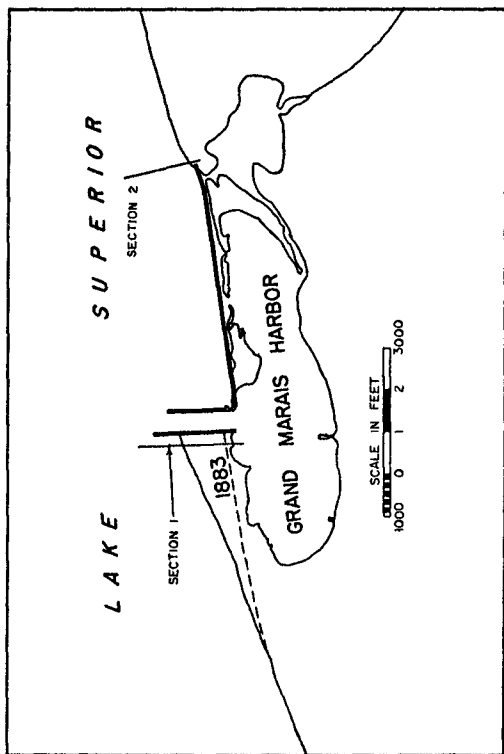 LAKE SUPERIOR
SECTION 1
SECTION 2
1883
GRAND MARAIS HARBOR
SCALE IN FEET
1000 0 1 2 3000